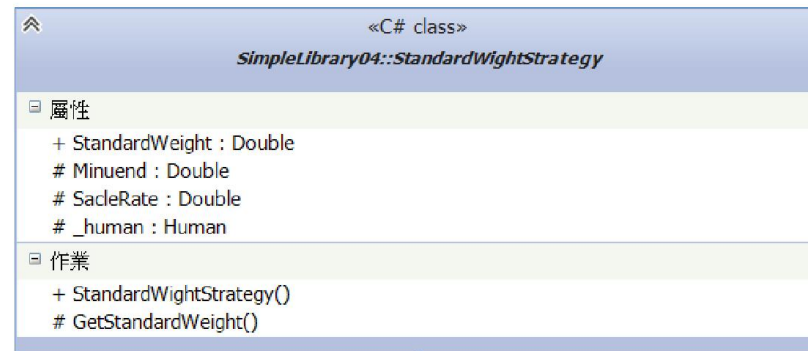 «C# class»
SimpleLibrary04::StandardWightStrategy
屬性
+ StandardWeight : Double
# Minuend : Double
# SacleRate : Double
# _human : Human
作業
+ StandardWightStrategy()
# GetStandardWeight()